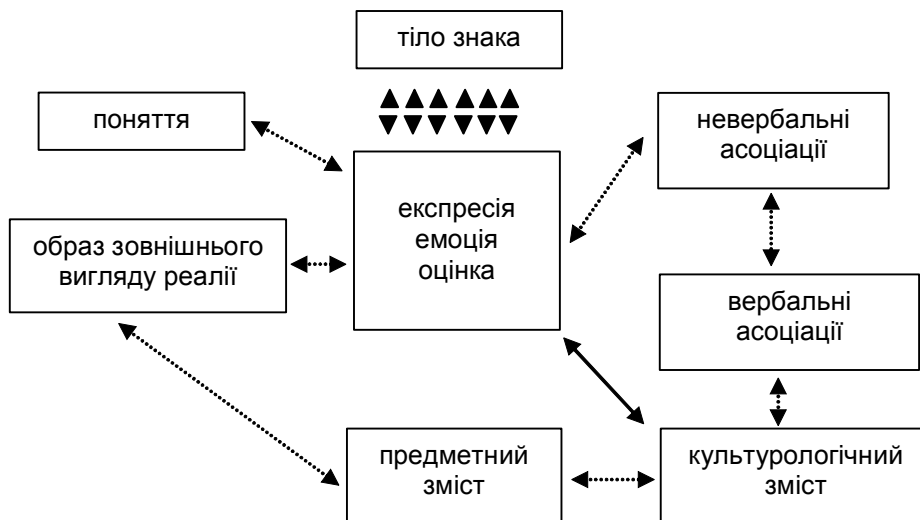 тіло знака
поняття
невербальні
асоціації
експресія
емоція
оцінка
образ зовнішнього
вигляду реалії
вербальні
асоціації
предметний
зміст
культурологічний
зміст